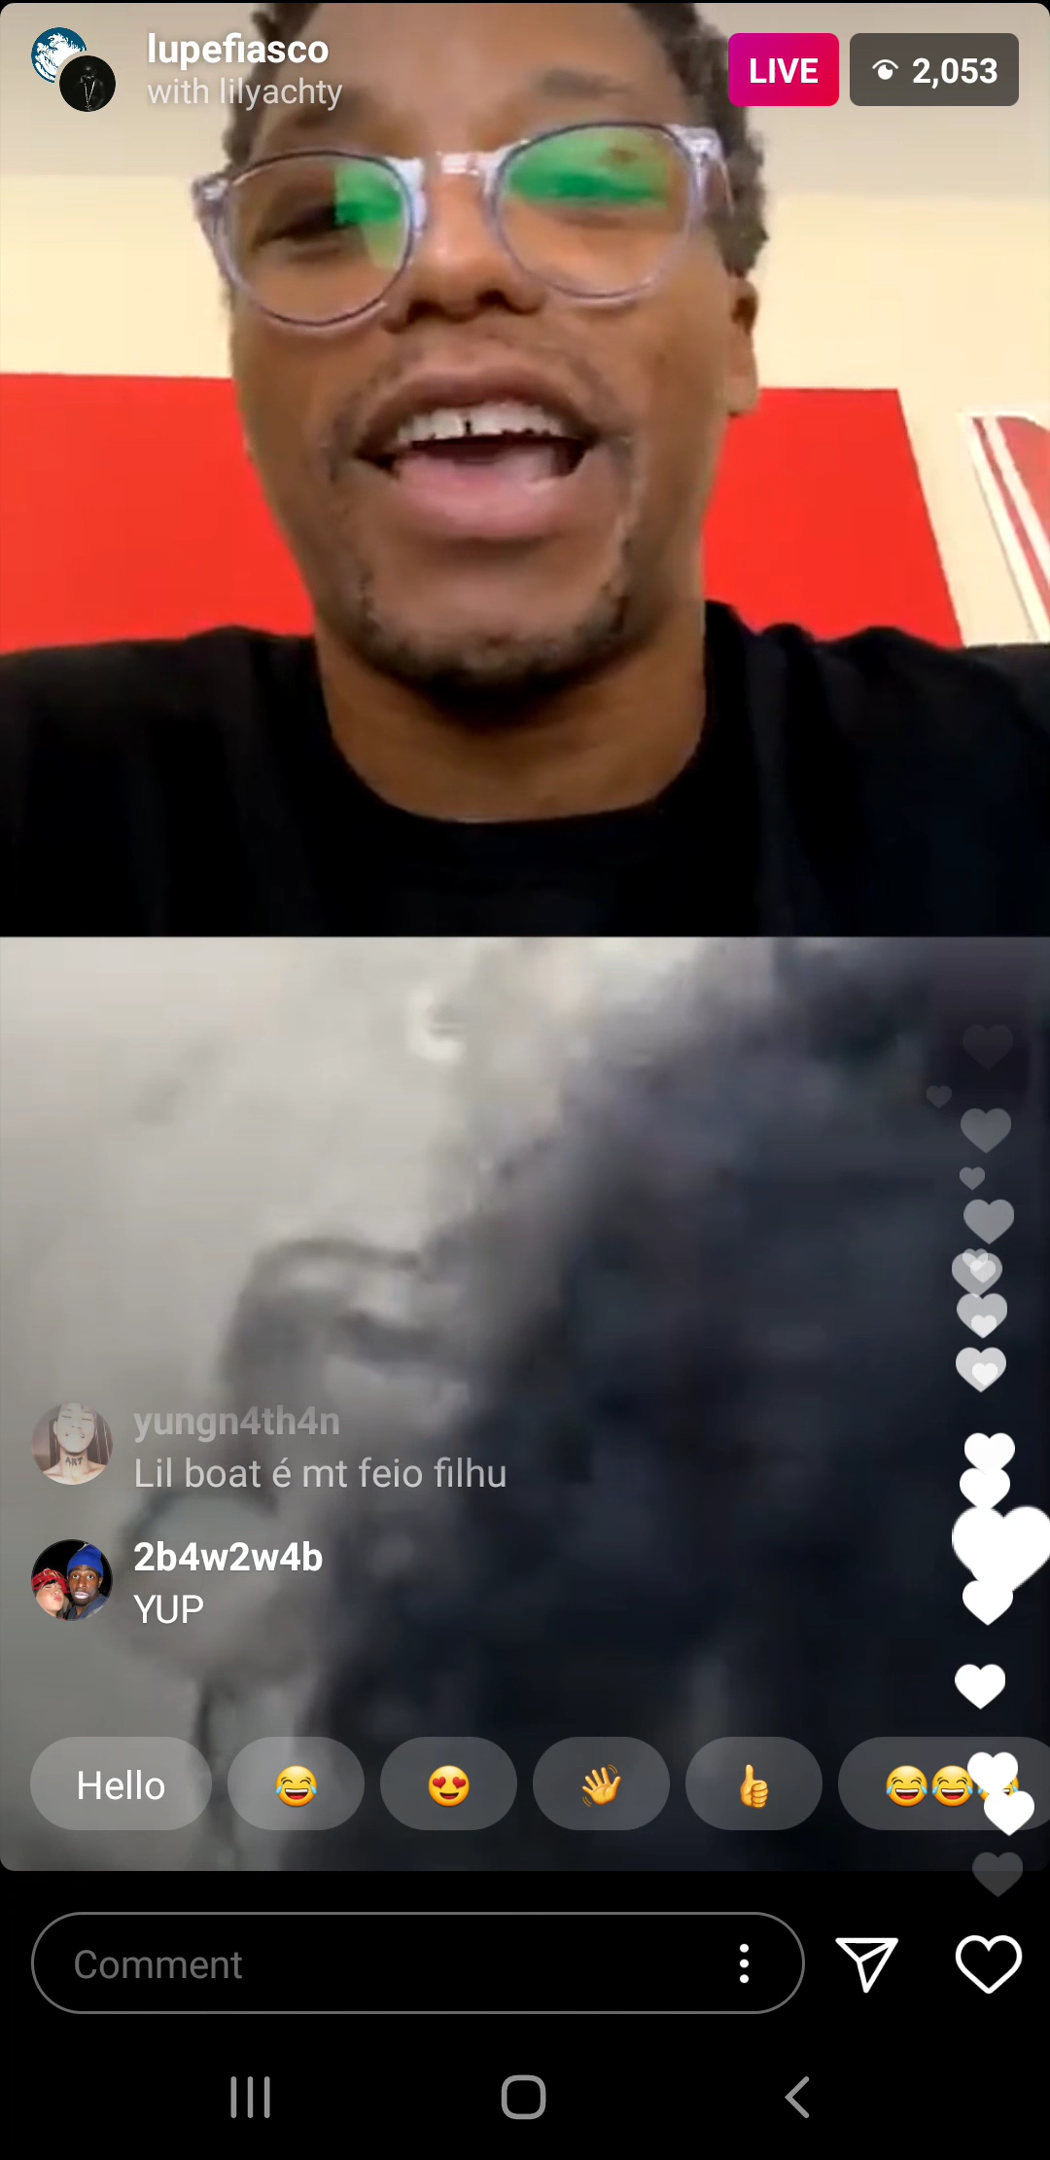 lupefiasco
with lilyachty
LIVE
2,053
yungn4th4n
Lil boat é mt feio filhu
2b4w2w4b
YUP
Hello
Comment